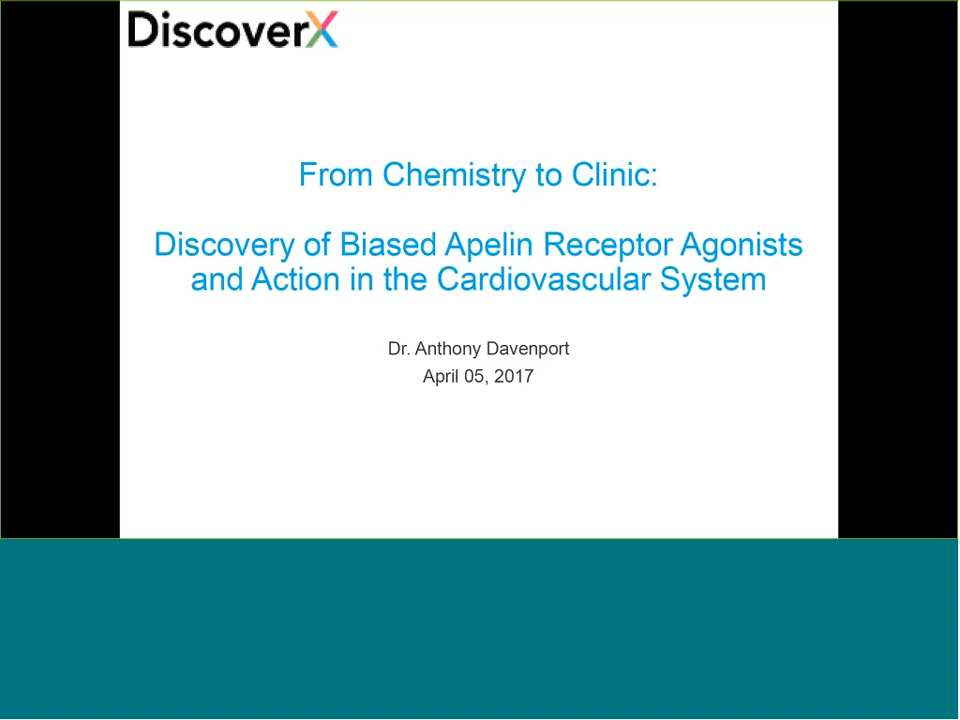 DiscoverX
From Chemistry to Clinic:
Discovery of Biased Apelin Receptor Agonists
and Action in the Cardiovascular System
Dr. Anthony Davenport
April 05, 2017